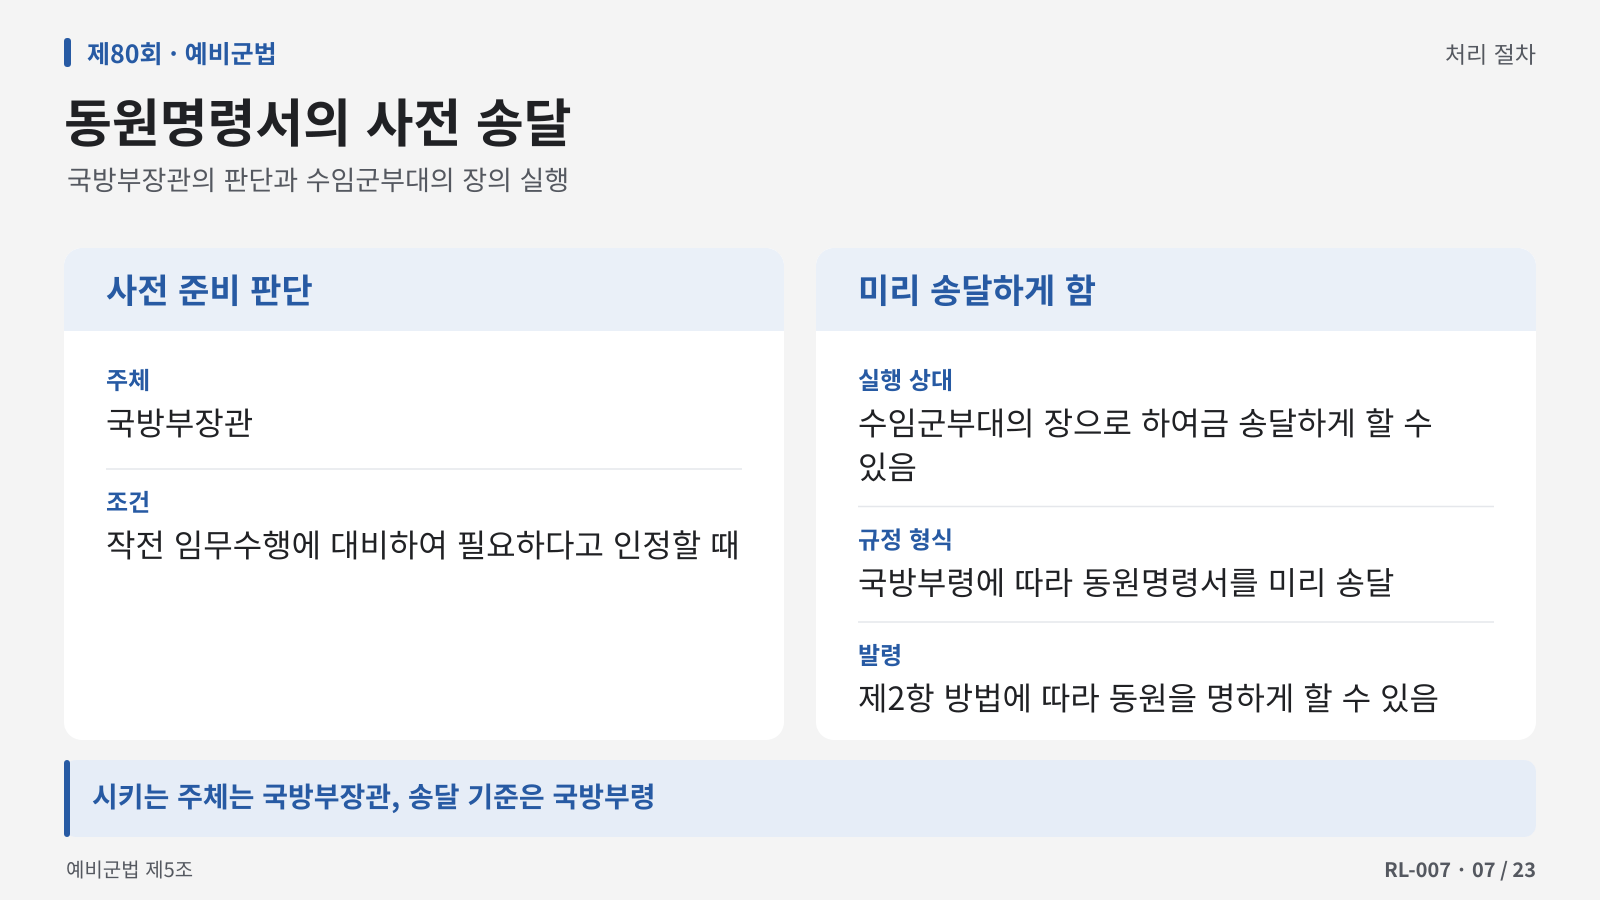 제80회 · 예비군법
처리 절차
동원명령서의 사전 송달
국방부장관의 판단과 수임군부대의 장의 실행
사전 준비 판단
주체
국방부장관
조건
작전 임무수행에 대비하여 필요하다고 인정할 때
미리 송달하게 함
실행 상대
수임군부대의 장으로 하여금 송달하게 할 수
있음
규정 형식
국방부령에 따라 동원명령서를 미리 송달
발령
제2항 방법에 따라 동원을 명하게 할 수 있음
시키는 주체는 국방부장관, 송달 기준은 국방부령
예비군법 제5조
RL-007 · 07 / 23